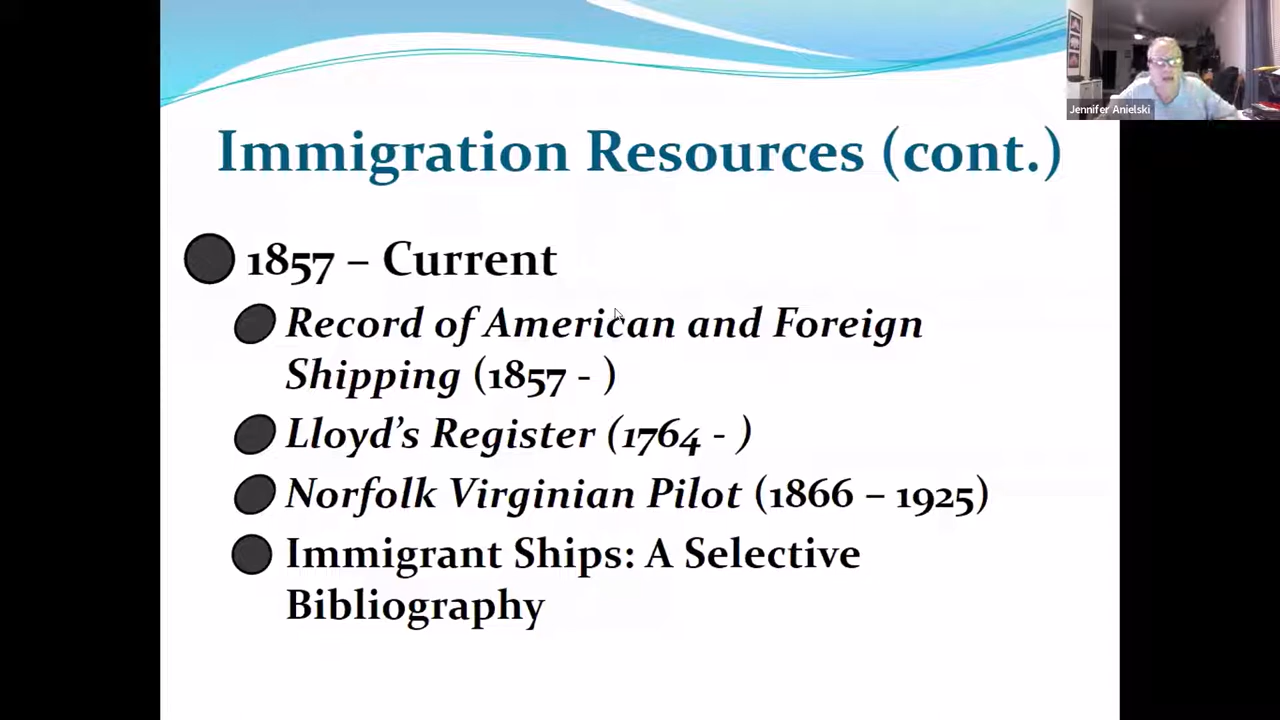 Jennifer Anielski
Immigration Resources (cont.)
1857 – Current
Record of American and Foreign
Shipping (1857 - )
Lloyd’s Register (1764 - )
Norfolk Virginian Pilot (1866 – 1925)
Immigrant Ships: A Selective
Bibliography